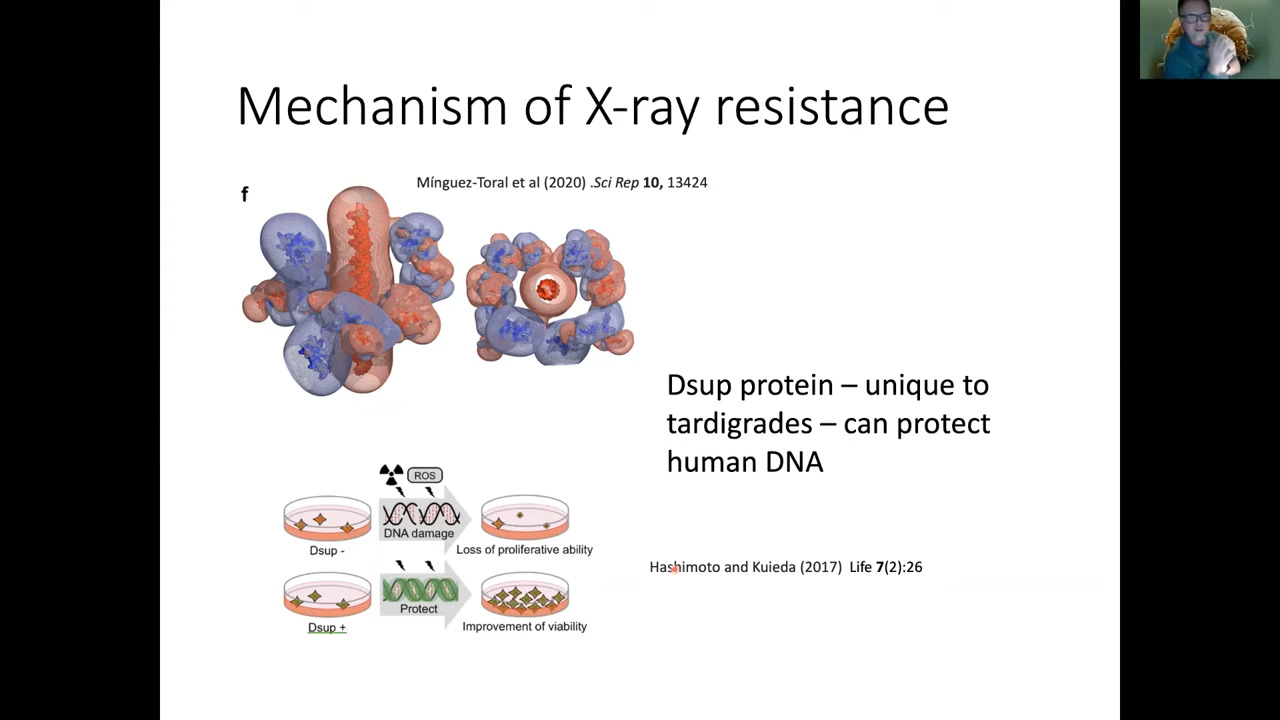 Mechanism of X-ray resistance
Mínguez-Toral et al (2020) .Sci Rep 10, 13424
f
Dsup protein – unique to
tardigrades – can protect
human DNA
ROS
DNA damage
Dsup -
Loss of proliferative ability
Hashimoto and Kuieda (2017) Life 7(2):26
Protect
Dsup +
Improvement of viability